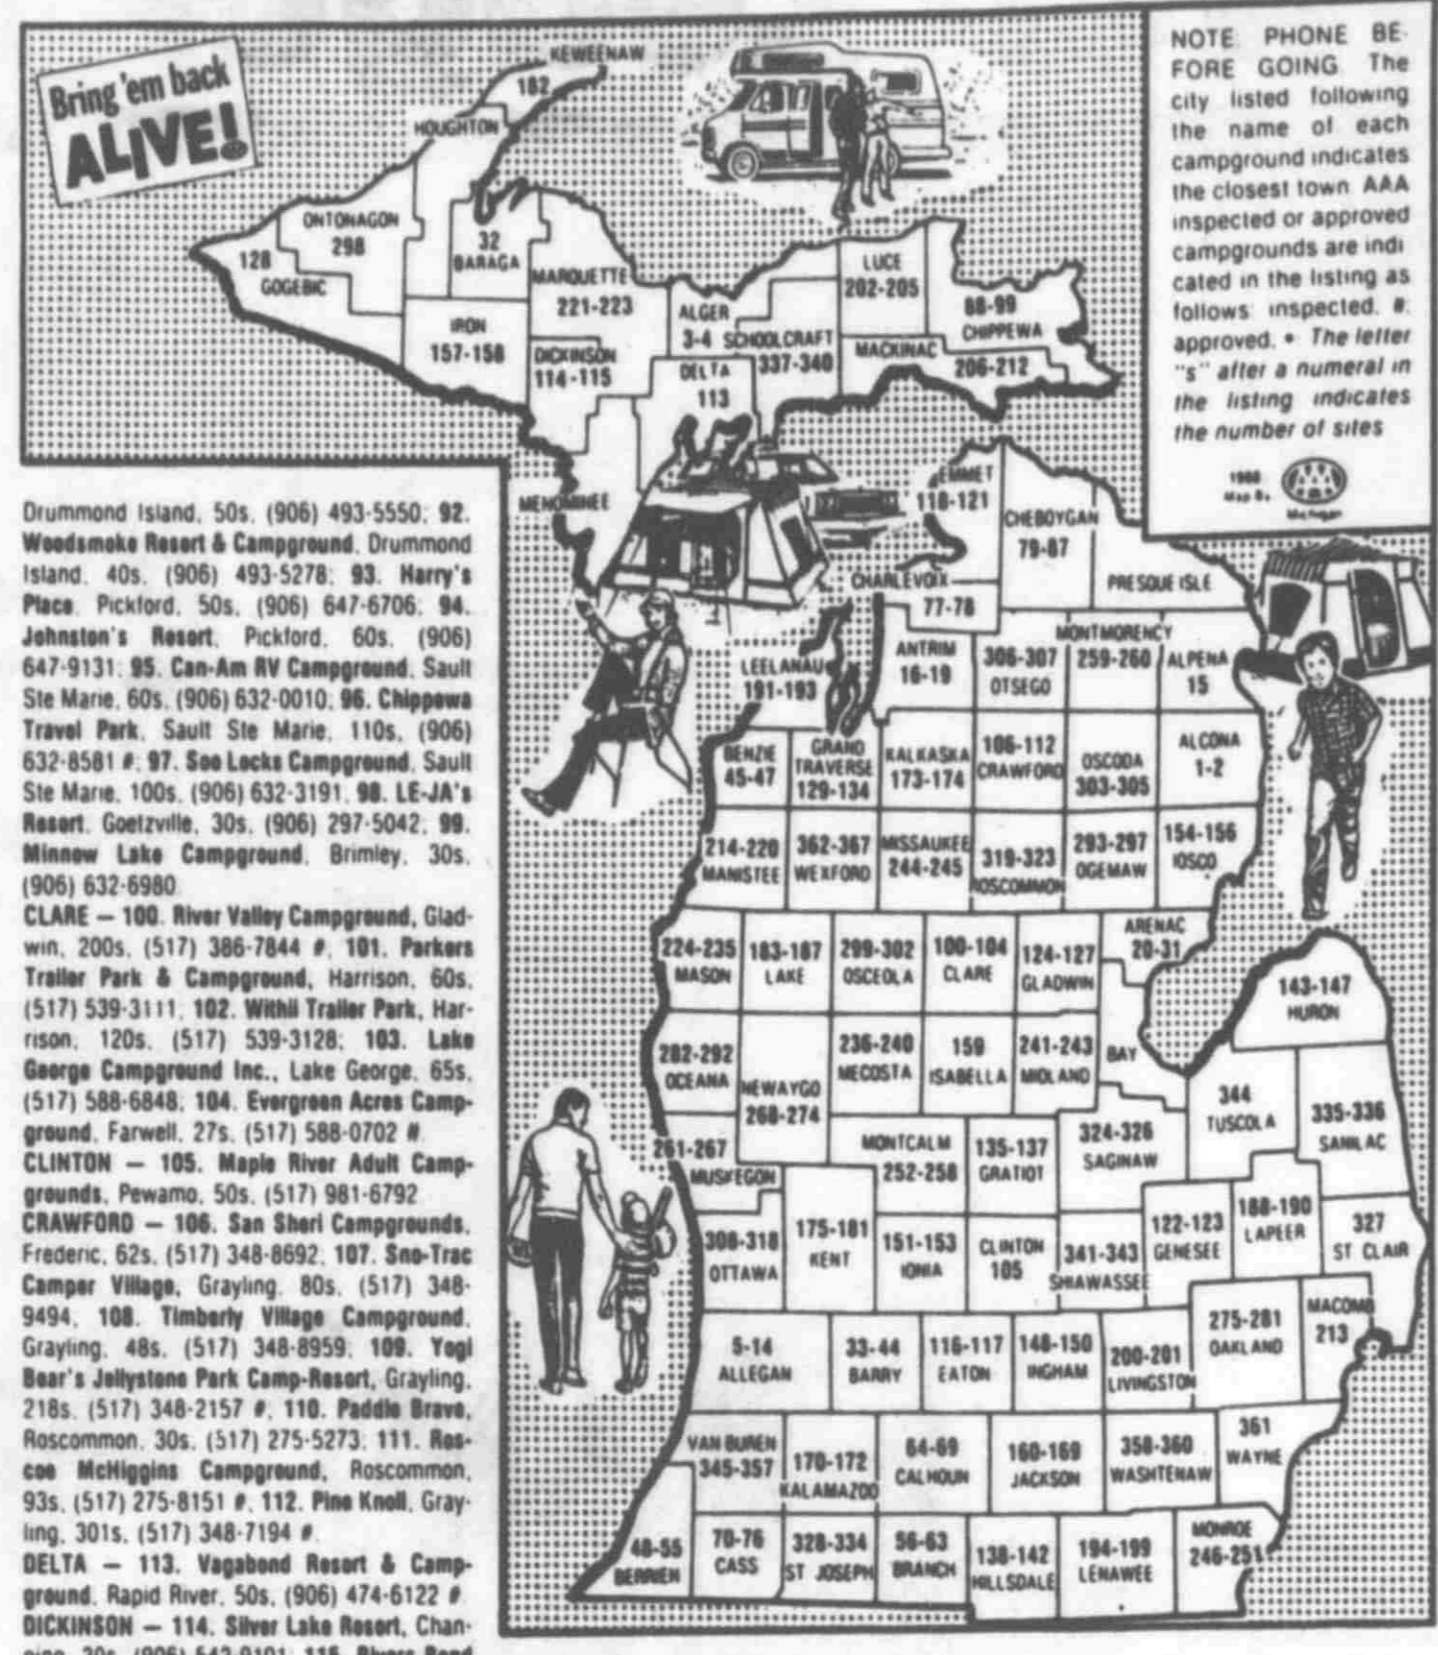 Bring 'em back
ALIVE!
KEWEENAW
182
HOUGHTON
ONTONAGON
298
128
GOGEBIC
32
BARAGA
MARQUETTE
221-223
IRON
157-158
DICKINSON
114-115
ALGER
3-4
SCHOOLCRAFT
337-340
DELTA
113
LUCE
202-205
88-99
CHIPPEWA
MACKINAC
206-212
MENOMINEE
NOTE: PHONE BE-
FORE GOING. The
city listed following
the name of each
campground indicates
the closest town. AAA
inspected or approved
campgrounds are indi
cated in the listing as
follows: inspected, #;
approved, • The letter
"s" after a numeral in
the listing indicates
the number of sites
1988
Michigan
EMMET
118-121
CHEBOYGAN
79-87
PRESQUE ISLE
CHARLEVOIX
77-78
LEELANAU
191-193
ANTRIM
16-19
306-307
OTSEGO
MONTMORENCY
259-260
ALPENA
15
BENZIE
45-47
GRAND
TRAVERSE
129-134
KALKASKA
173-174
106-112
CRAWFORD
OSCODA
303-305
ALCONA
1-2
214-220
MANISTEE
362-367
WEXFORD
MISSAUKEE
244-245
319-323
ROSCOMMON
293-297
OGEMAW
154-156
IOSCO
224-235
MASON
183-187
LAKE
299-302
OSCEOLA
100-104
CLARE
124-127
GLADWIN
ARENAC
20-31
143-147
HURON
282-292
OCEANA
NEWAYGO
268-274
236-240
MECOSTA
159
ISABELLA
241-243
MIDLAND
BAY
344
TUSCOLA
335-336
SANILAC
261-267
MUSKEGON
MONTCALM
252-258
135-137
GRATIOT
324-326
SAGINAW
308-318
OTTAWA
175-181
KENT
151-153
IONIA
CLINTON
105
341-343
SHIAWASSEE
122-123
GENESEE
188-190
LAPEER
327
ST CLAIR
5-14
ALLEGAN
33-44
BARRY
116-117
EATON
148-150
INGHAM
200-201
LIVINGSTON
275-281
OAKLAND
MACOMB
213
VAN BUREN
345-357
170-172
KALAMAZOO
64-69
CALHOUN
160-169
JACKSON
358-360
WASHTENAW
361
WAYNE
48-55
BERRIEN
70-76
CASS
328-334
ST JOSEPH
56-63
BRANCH
138-142
HILLSDALE
194-199
LENAWEE
MONROE
246-251
Drummond Island, 50s, (906) 493-5550; 92.
Woodsmoke Resort & Campground, Drummond
Island, 40s, (906) 493-5278; 93. Harry's
Place, Pickford, 50s, (906) 647-6706; 94.
Johnston's Resort, Pickford, 60s, (906)
647-9131; 95. Can-Am RV Campground, Sault
Ste Marie, 60s, (906) 632-0010; 96. Chippewa
Travel Park, Sault Ste Marie, 110s, (906)
632-8581 #; 97. Soo Locks Campground, Sault
Ste Marie, 100s, (906) 632-3191, 98. LE-JA's
Resort, Goetzville, 30s, (906) 297-5042; 99.
Minnow Lake Campground, Brimley, 30s,
(906) 632-6980
CLARE — 100. River Valley Campground, Glad-
win, 200s, (517) 386-7844 #; 101. Parkers
Trailer Park & Campground, Harrison, 60s,
(517) 539-3111; 102. Withii Trailer Park, Har-
rison, 120s, (517) 539-3128; 103. Lake
George Campground Inc., Lake George, 65s,
(517) 588-6848; 104. Evergreen Acres Camp-
ground, Farwell, 27s, (517) 588-0702 #.
CLINTON — 105. Maple River Adult Camp-
grounds, Pewamo, 50s, (517) 981-6792
CRAWFORD — 106. San Sheri Campgrounds,
Frederic, 62s, (517) 348-8692; 107. Sno-Trac
Camper Village, Grayling, 80s, (517) 348-
9494; 108. Timberly Village Campground,
Grayling, 48s, (517) 348-8959; 109. Yogi
Bear's Jellystone Park Camp-Resort, Grayling,
218s, (517) 348-2157 #; 110. Paddle Brave,
Roscommon, 30s, (517) 275-5273; 111. Ros-
coe McHiggins Campground, Roscommon,
93s, (517) 275-8151 #, 112. Pine Knoll, Gray-
ling, 301s, (517) 348-7194 #.
DELTA — 113. Vagabond Resort & Camp-
ground, Rapid River, 50s, (906) 474-6122 #
DICKINSON — 114. Silver Lake Resort, Chan-
ning, 20s, (906) 542-9101; 115. Rivers Bend